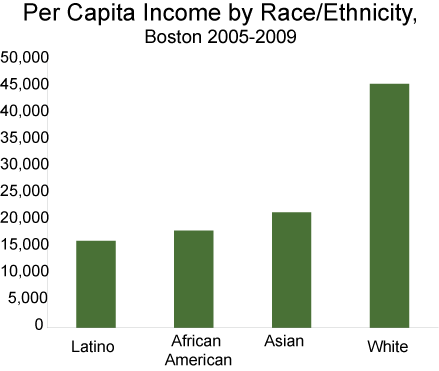 Per Capita Income by Race/Ethnicity,
Boston 2005-2009
50,000
45,000
40,000
35,000
30,000
25,000
20,000
15,000
10,000
5,000
0
Latino
African
American
Asian
White